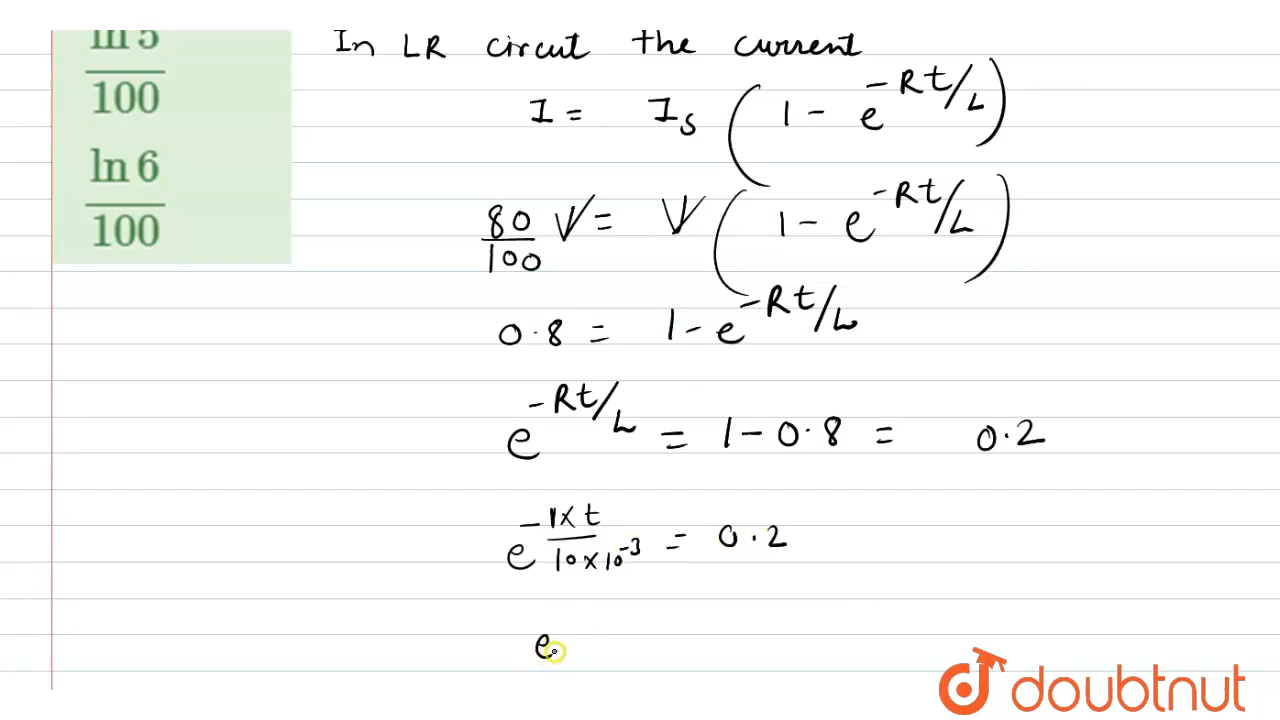 ln 5
100
ln 6
100
In LR circut the current
I = I_s ( 1 - e^{-Rt/L} )
80/100 V = V ( 1 - e^{-Rt/L} )
0.8 = 1 - e^{-Rt/L}
e^{-Rt/L} = 1 - 0.8 = 0.2
e^{-1×t/10×10^{-3}} = 0.2
e
doubtnut